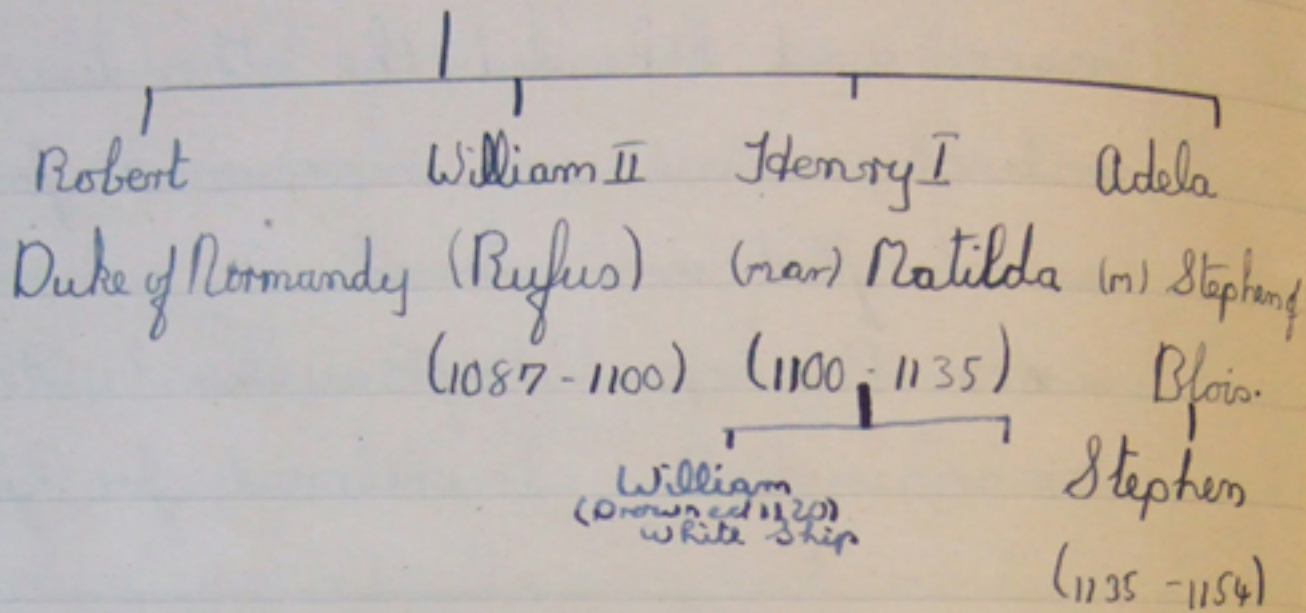 Robert William II Henry I Adela
Duke of Normandy (Rufus) (mar) Matilda (m) Stephen of
(1087 - 1100) (1100 - 1135) Blois.
William Stephen
(Drowned 1120)
White Ship
(1135 - 1154)